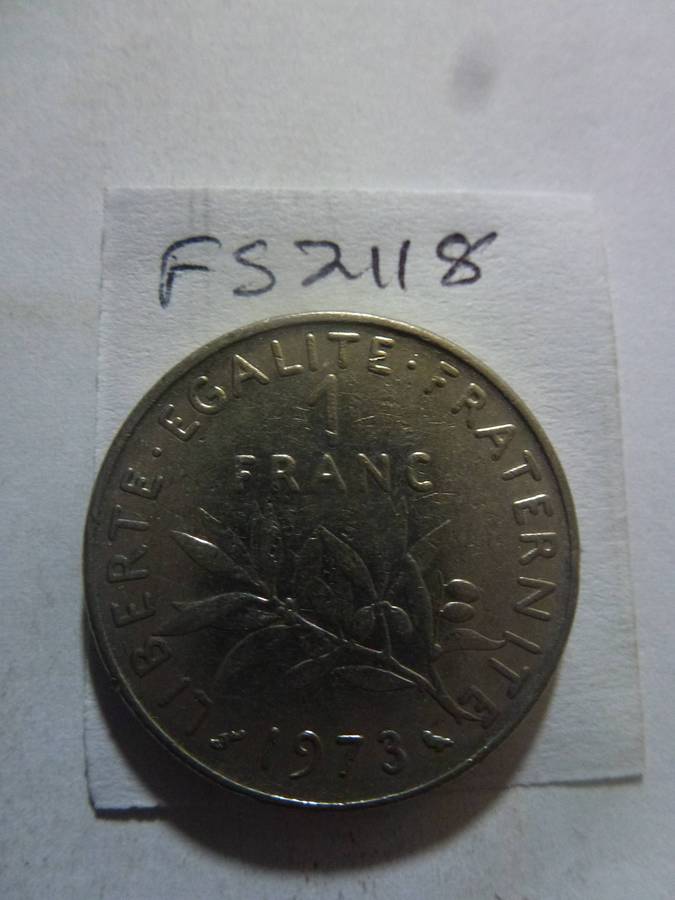 FS2118
LIBERTE · EGALITE · FRATERNITE
1
FRANC
1973